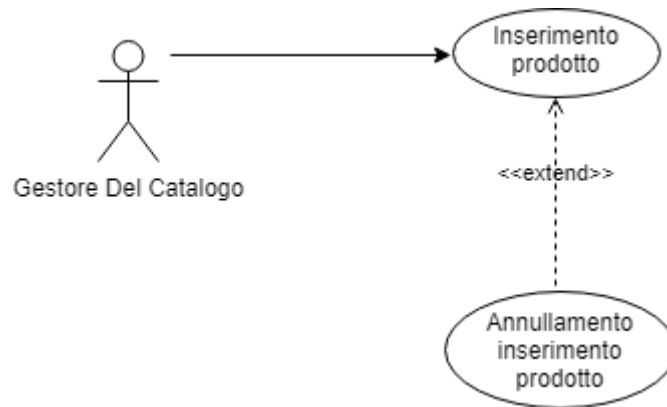 Inserimento
prodotto
Gestore Del Catalogo
<<extend>>
Annullamento
inserimento
prodotto